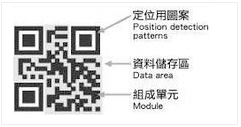 定位用圖案
Position detection
patterns
資料儲存區
Data area
組成單元
Module